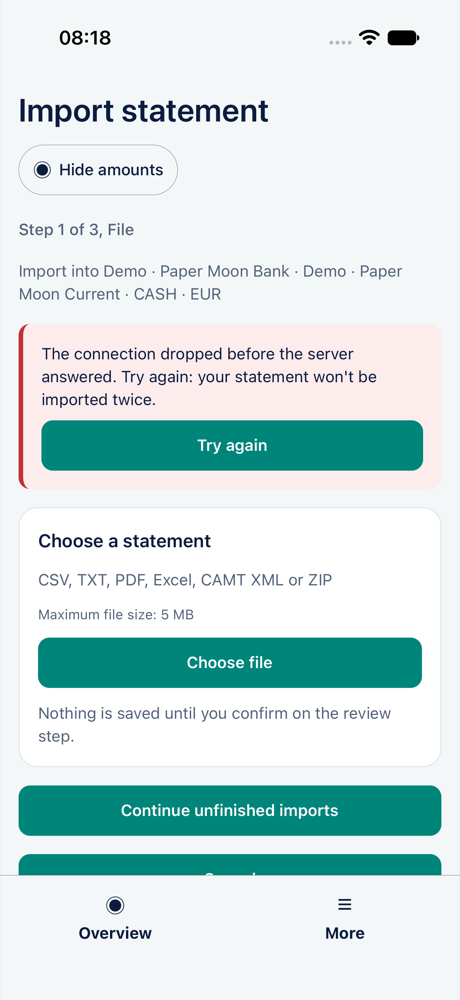 08:18
Import statement
Hide amounts
Step 1 of 3, File
Import into Demo · Paper Moon Bank · Demo · Paper
Moon Current · CASH · EUR
The connection dropped before the server
answered. Try again: your statement won't be
imported twice.
Try again
Choose a statement
CSV, TXT, PDF, Excel, CAMT XML or ZIP
Maximum file size: 5 MB
Choose file
Nothing is saved until you confirm on the review
step.
Continue unfinished imports
Overview
More